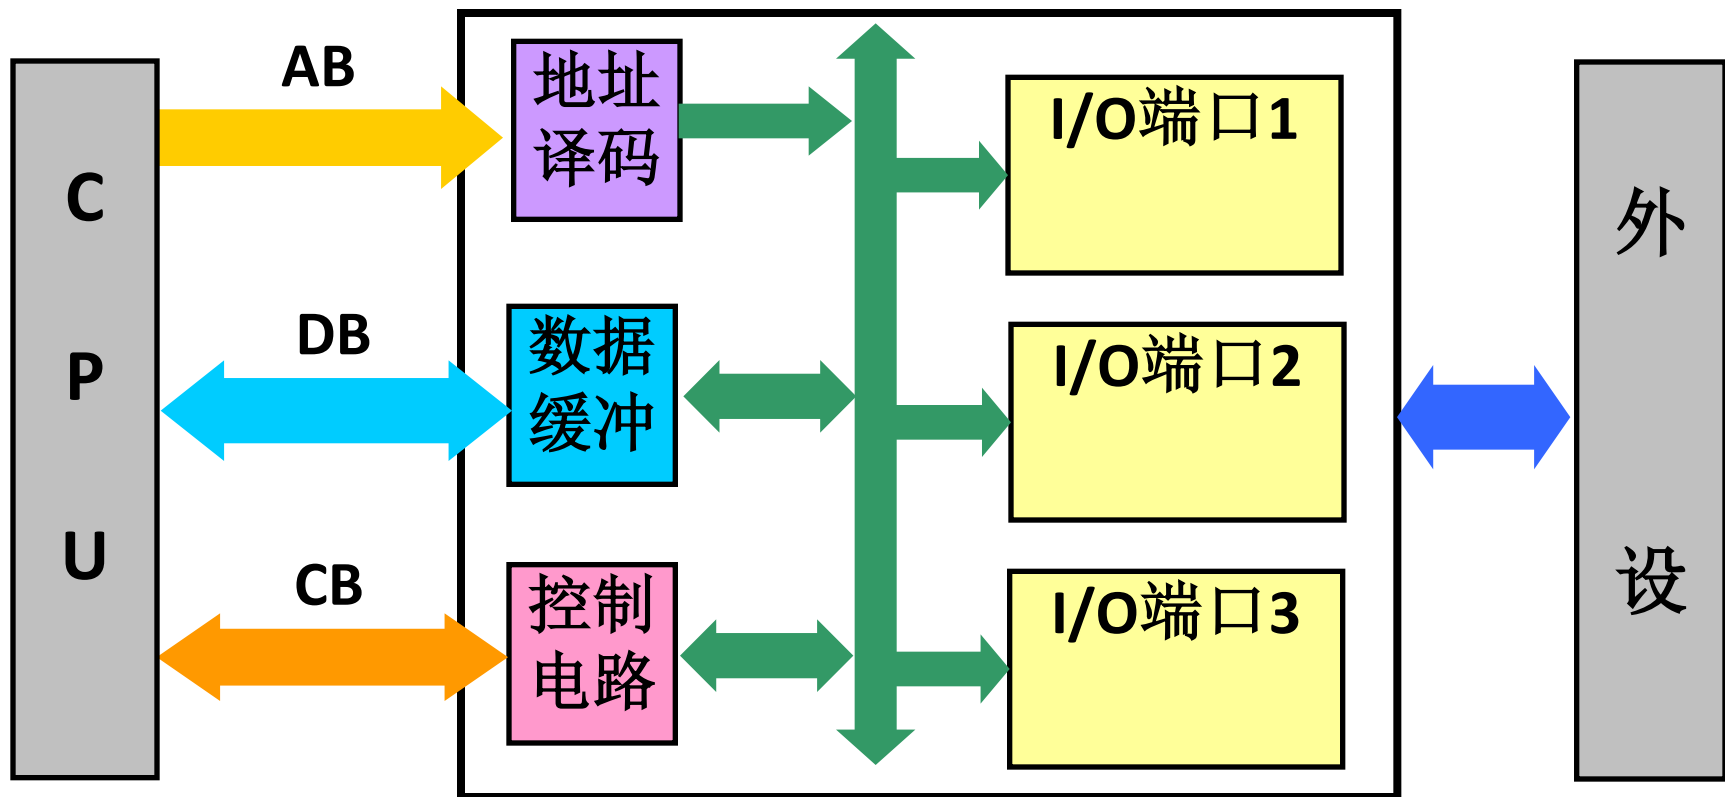 C
P
U
AB
DB
CB
地址
译码
数据
缓冲
控制
电路
I/O端口1
I/O端口2
I/O端口3
外
设